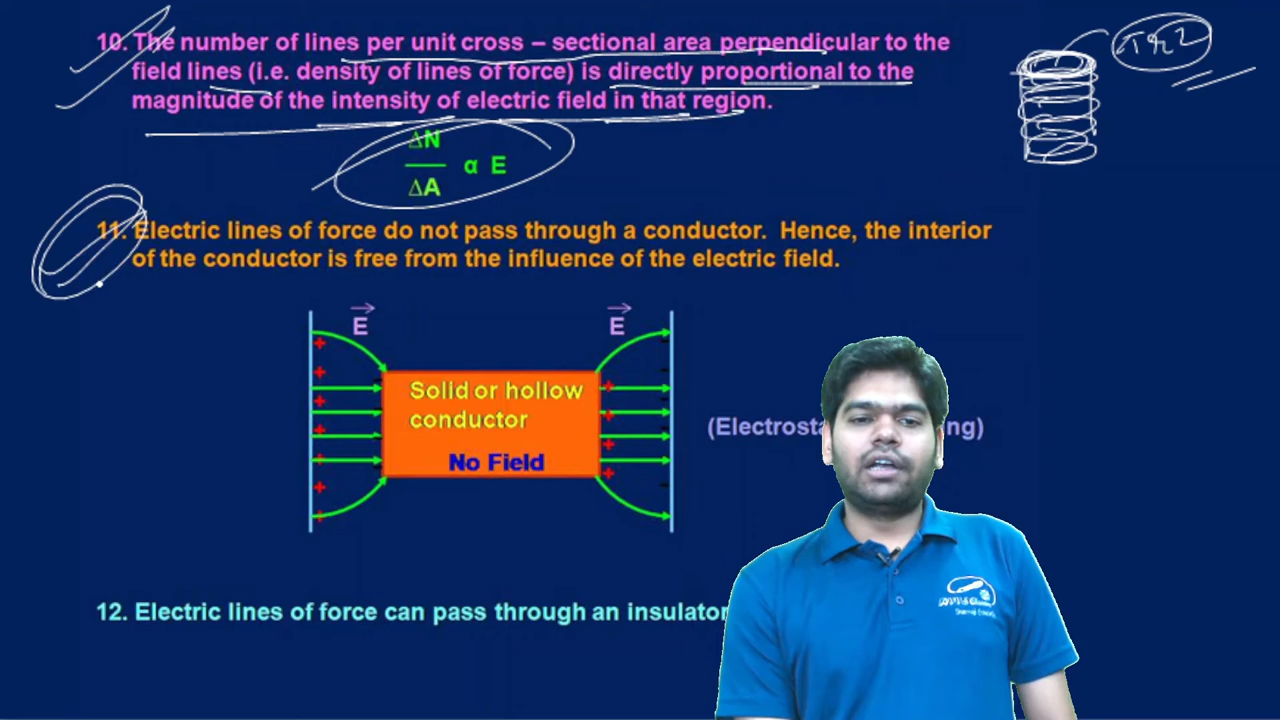 10. The number of lines per unit cross – sectional area perpendicular to the
field lines (i.e. density of lines of force) is directly proportional to the
magnitude of the intensity of electric field in that region.
πr2
ΔN
α E
ΔA
11. Electric lines of force do not pass through a conductor. Hence, the interior
of the conductor is free from the influence of the electric field.
E
E
Solid or hollow
conductor
No Field
12. Electric lines of force can pass through an insulator